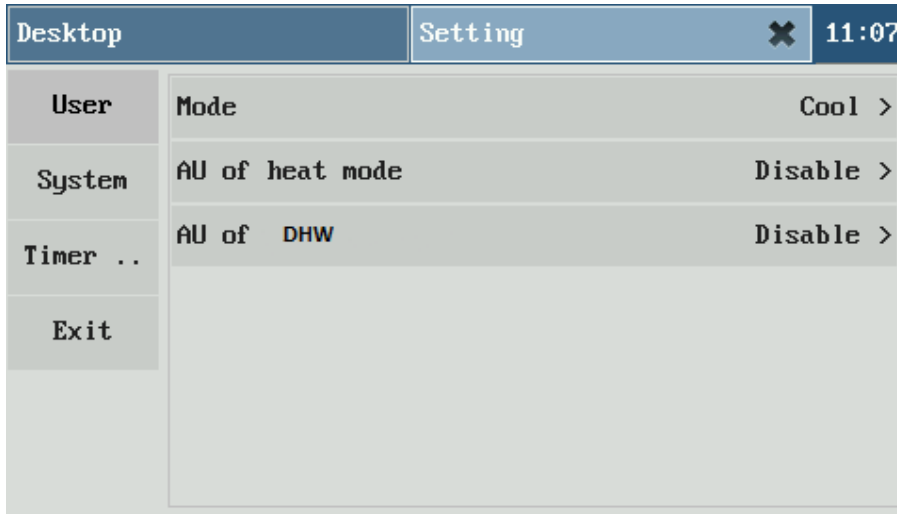 Desktop
Setting
11:07
User
Mode
Cool >
System
AU of heat mode
Disable >
Timer ..
AU of DHW
Disable >
Exit